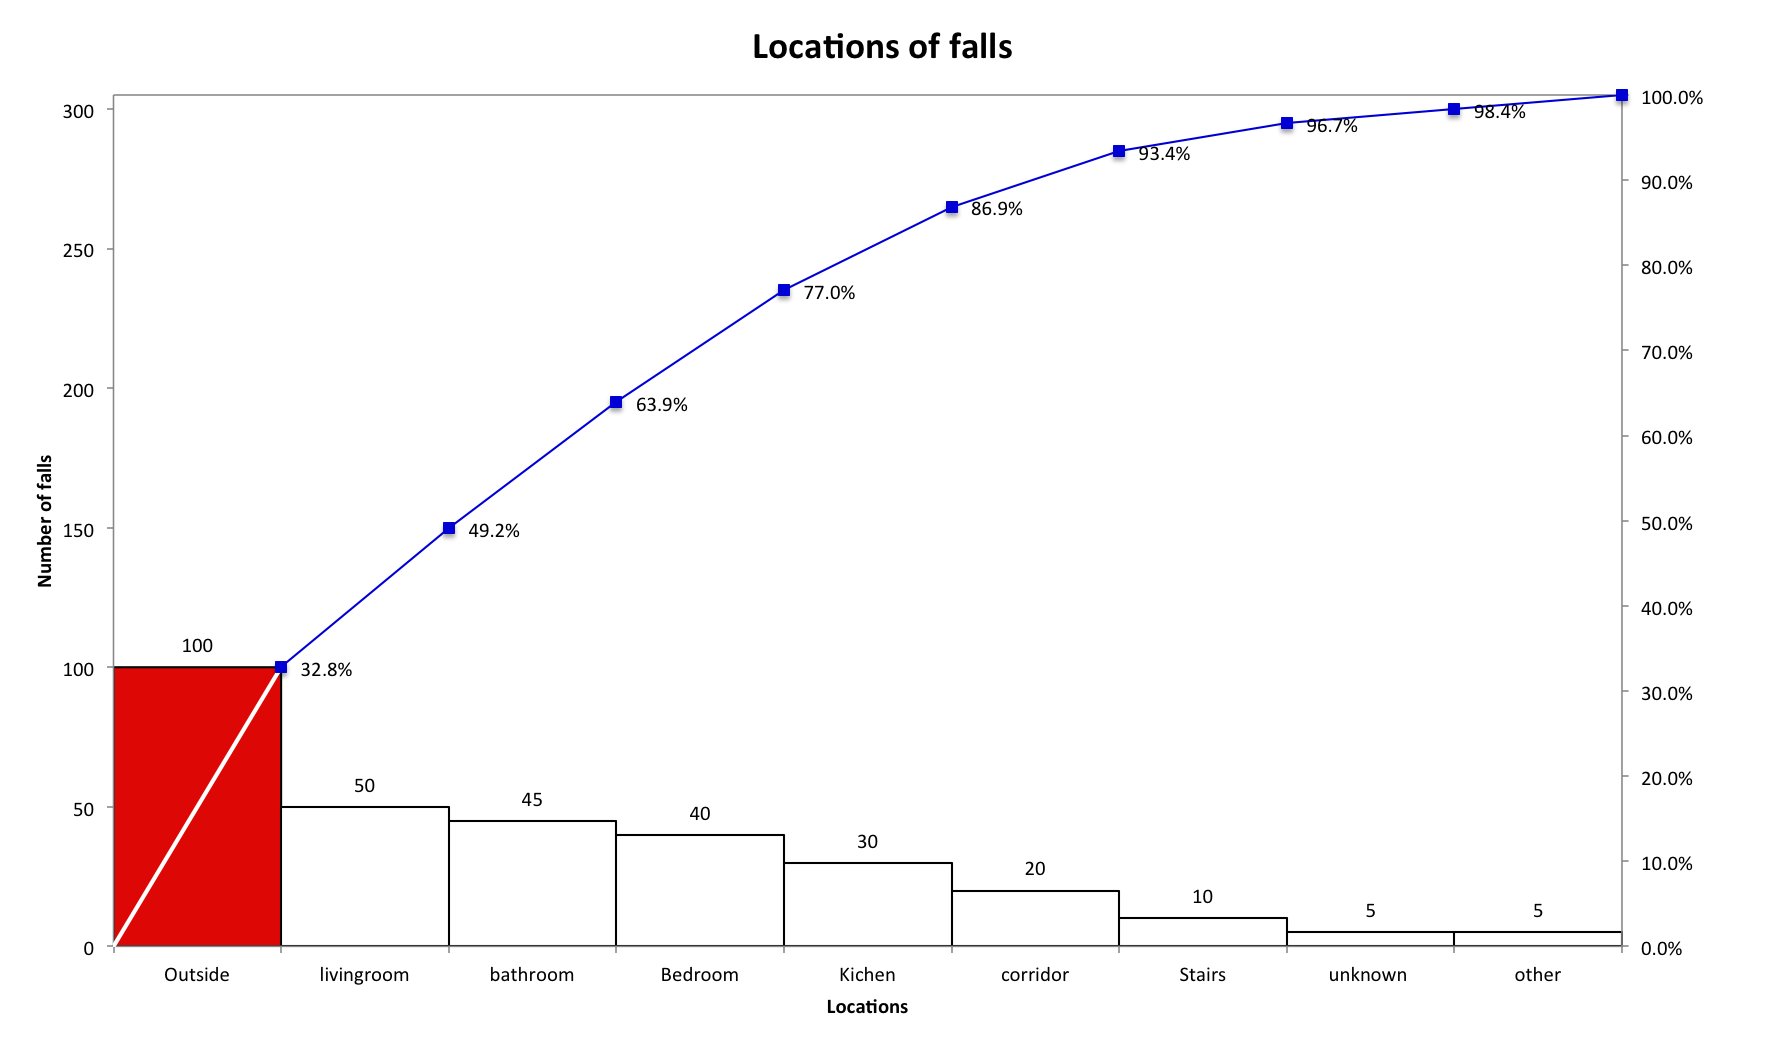 Locations of falls
300
250
200
150
100
50
0
Number of falls
100.0%
90.0%
80.0%
70.0%
60.0%
50.0%
40.0%
30.0%
20.0%
10.0%
0.0%
32.8%
49.2%
63.9%
77.0%
86.9%
93.4%
96.7%
98.4%
100
50
45
40
30
20
10
5
5
Outside
livingroom
bathroom
Bedroom
Kichen
corridor
Stairs
unknown
other
Locations